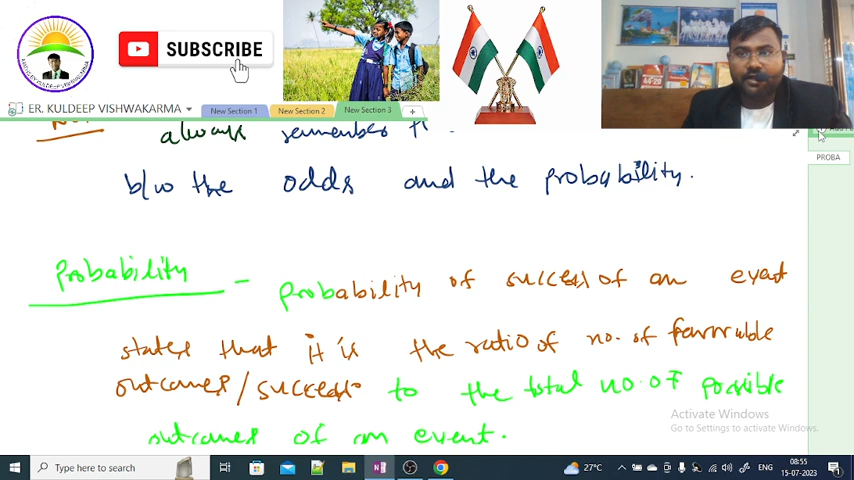 SUBSCRIBE
ER. KULDEEP VISHWAKARMA
New Section 1
New Section 2
New Section 3
+
always remember
b/w the odds and the probability.
Probability - probability of success of an event
states that it is the ratio of no. of favorable
outcomes/success to the total no. of possible
outcomes of an event.
PROBA
Activate Windows
Go to Settings to activate Windows.
Type here to search
27°C
ENG
08:55
15-07-2023